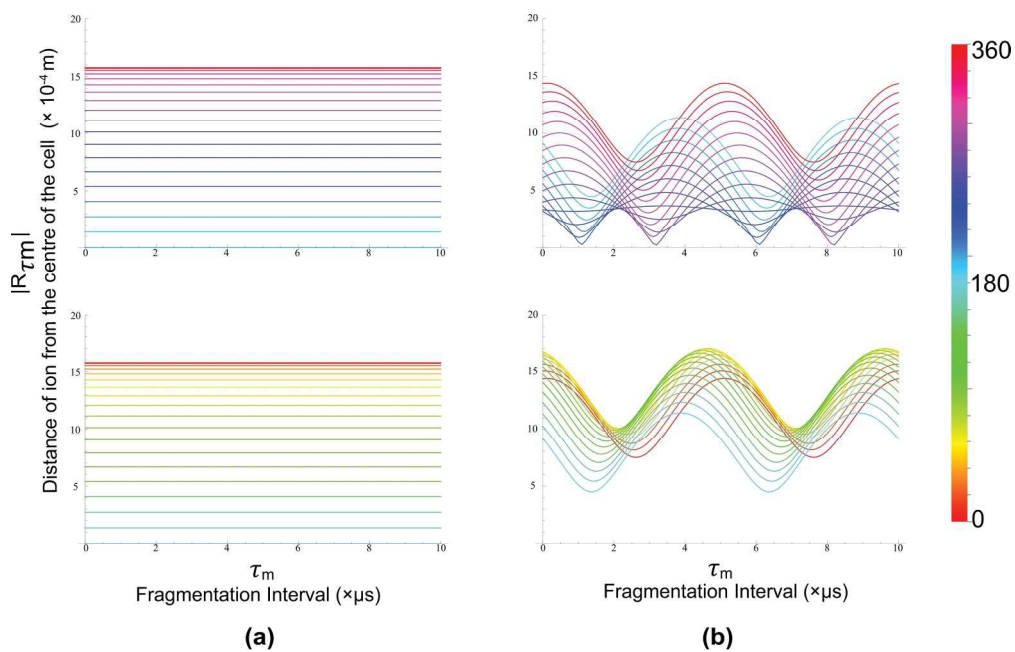 |Rτm|
Distance of ion from the centre of the cell (× 10⁻⁴ m)
20
15
10
5
0 2 4 6 8 10
20
15
10
5
0 2 4 6 8 10
360
180
0
20
15
10
5
0 2 4 6 8 10
20
15
10
5
0 2 4 6 8 10
τm
Fragmentation Interval (×μs)
τm
Fragmentation Interval (×μs)
(a)
(b)